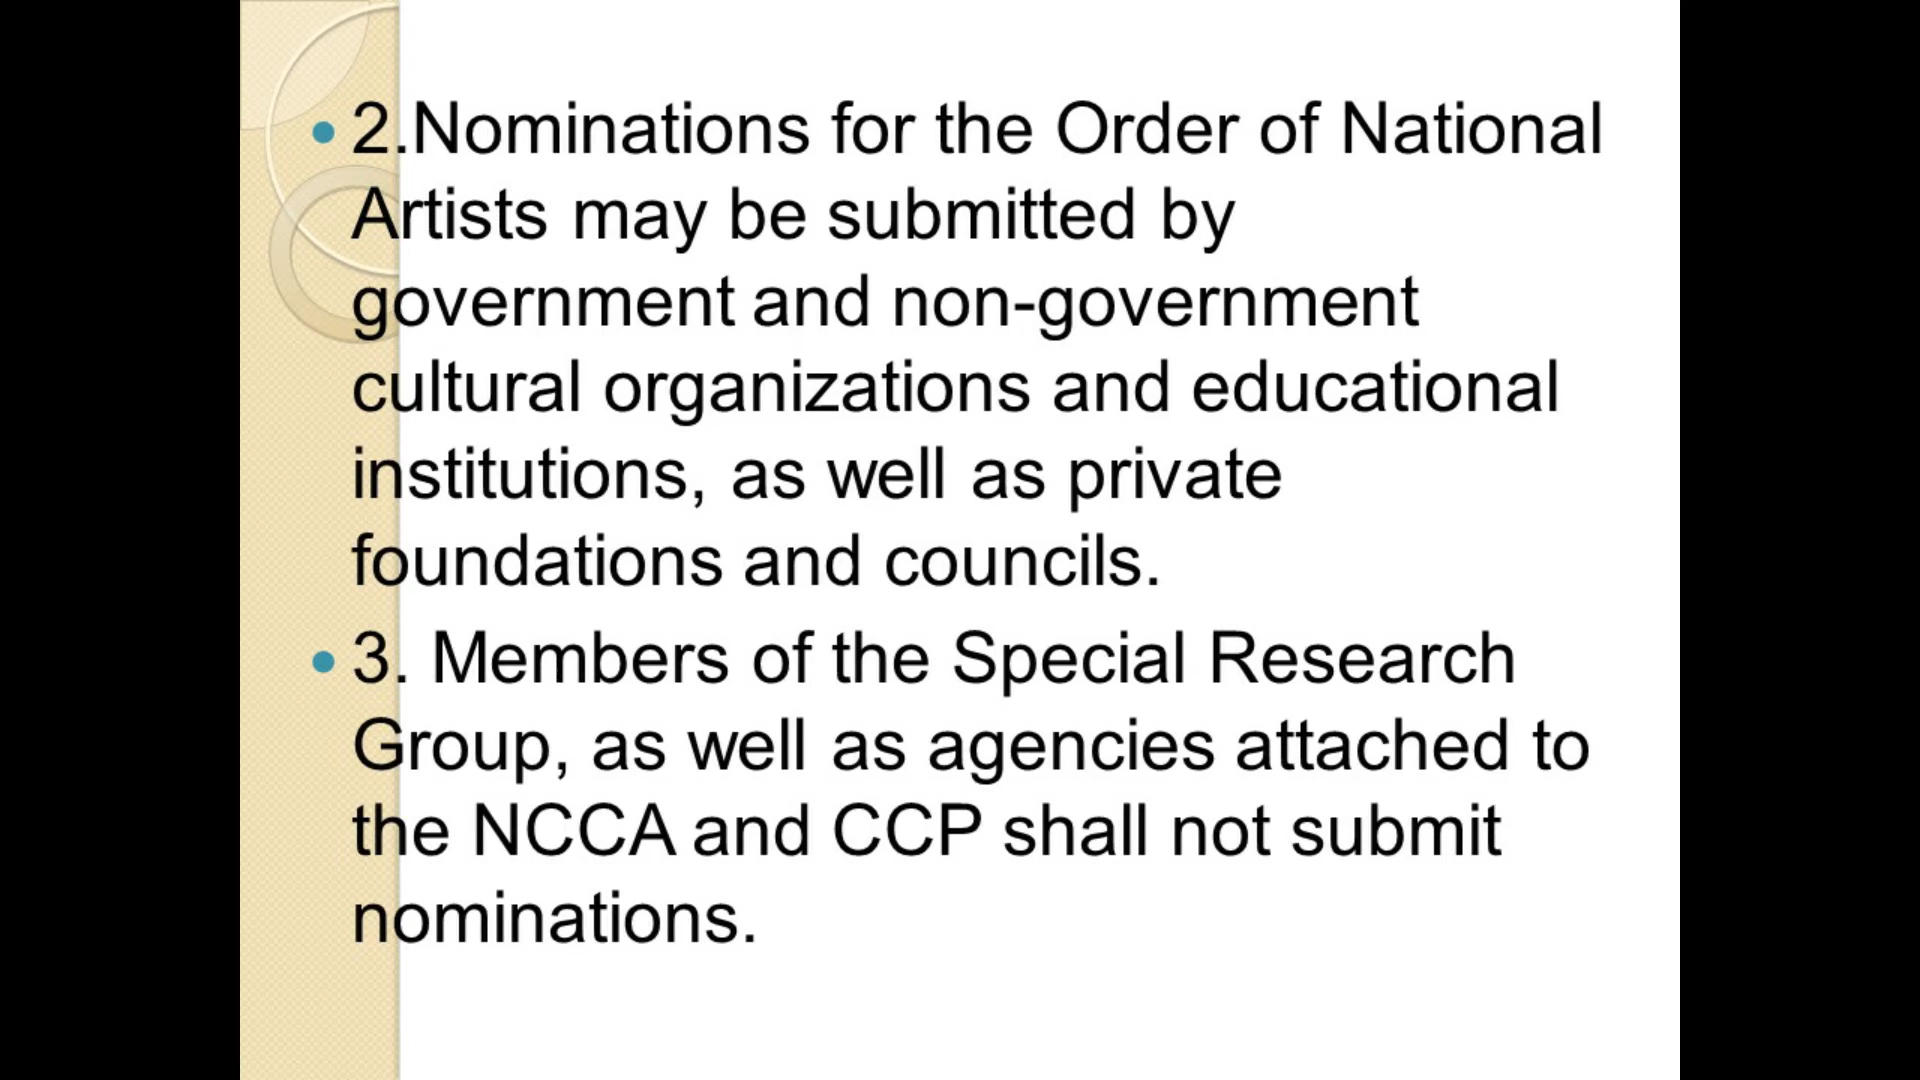 • 2.Nominations for the Order of National
Artists may be submitted by
government and non-government
cultural organizations and educational
institutions, as well as private
foundations and councils.
• 3. Members of the Special Research
Group, as well as agencies attached to
the NCCA and CCP shall not submit
nominations.